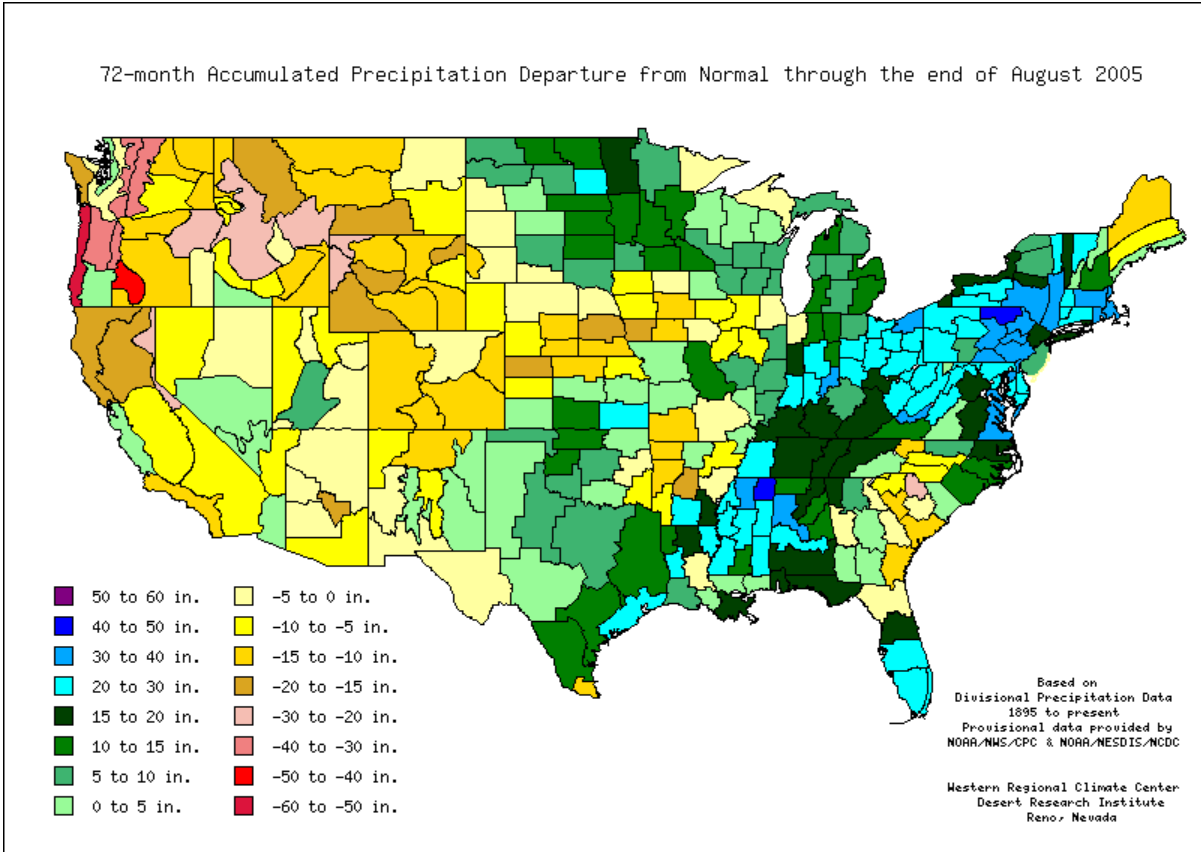 72-month Accumulated Precipitation Departure from Normal through the end of August 2005
50 to 60 in.
40 to 50 in.
30 to 40 in.
20 to 30 in.
15 to 20 in.
10 to 15 in.
5 to 10 in.
0 to 5 in.
-5 to 0 in.
-10 to -5 in.
-15 to -10 in.
-20 to -15 in.
-30 to -20 in.
-40 to -30 in.
-50 to -40 in.
-60 to -50 in.
Based on
Divisional Precipitation Data
1895 to present
Provisional data provided by
NOAA/NWS/CPC & NOAA/NESDIS/NCDC
Western Regional Climate Center
Desert Research Institute
Reno, Nevada